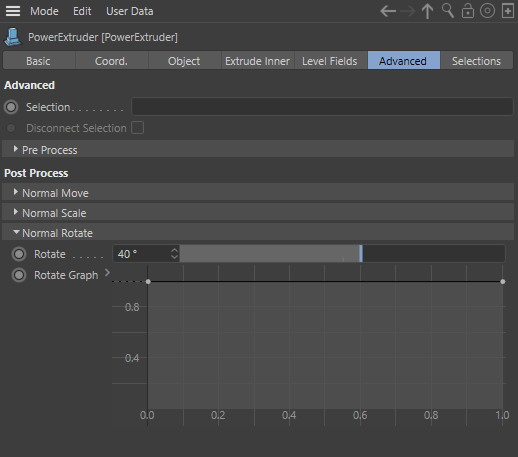 Mode Edit User Data
PowerExtruder [PowerExtruder]
Basic Coord. Object Extrude Inner Level Fields Advanced Selections
Advanced
Selection. . . . . . . .
Disconnect Selection
Pre Process
Post Process
Normal Move
Normal Scale
Normal Rotate
Rotate . . . . . 40 °
Rotate Graph
0.8
0.4
0.0 0.2 0.4 0.6 0.8 1.0